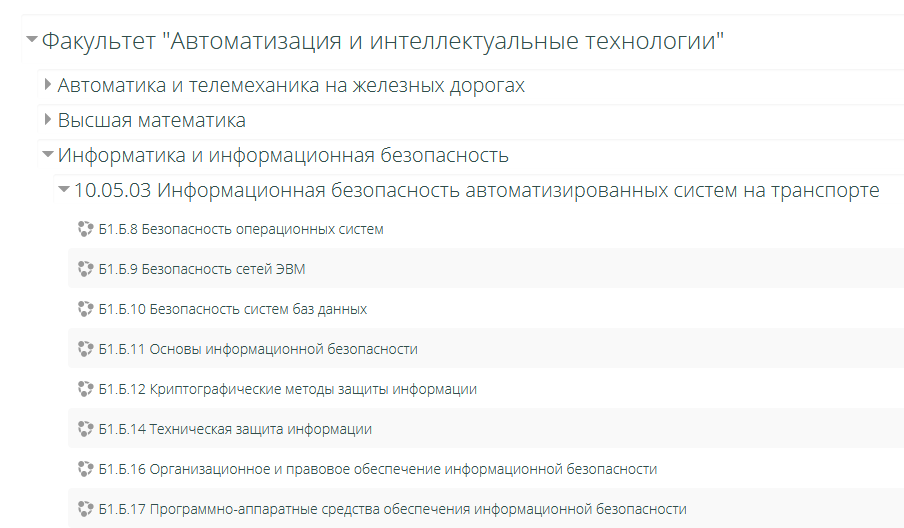 Факультет "Автоматизация и интеллектуальные технологии"
Автоматика и телемеханика на железных дорогах
Высшая математика
Информатика и информационная безопасность
10.05.03 Информационная безопасность автоматизированных систем на транспорте
Б1.Б.8 Безопасность операционных систем
Б1.Б.9 Безопасность сетей ЭВМ
Б1.Б.10 Безопасность систем баз данных
Б1.Б.11 Основы информационной безопасности
Б1.Б.12 Криптографические методы защиты информации
Б1.Б.14 Техническая защита информации
Б1.Б.16 Организационное и правовое обеспечение информационной безопасности
Б1.Б.17 Программно-аппаратные средства обеспечения информационной безопасности